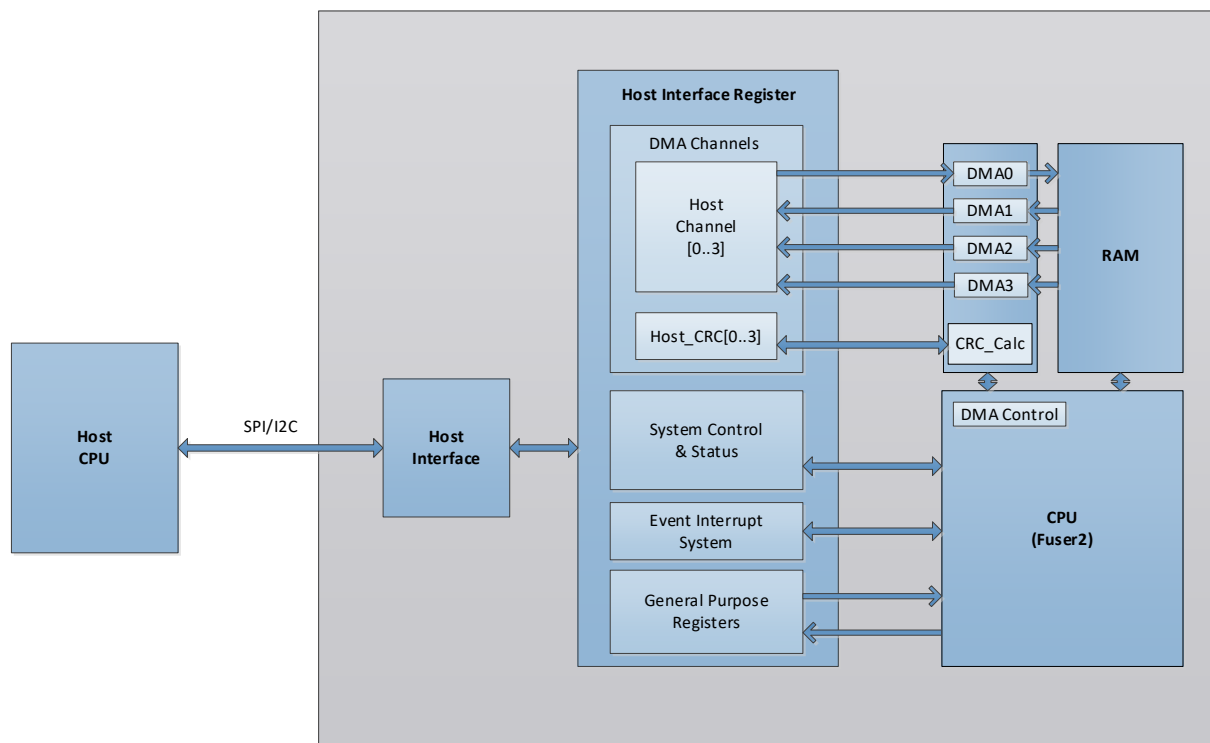 Host Interface Register
DMA Channels
Host
Channel
[0..3]
Host_CRC[0..3]
DMA0
DMA1
DMA2
DMA3
CRC_Calc
RAM
Host
CPU
SPI/I2C
Host
Interface
System Control
& Status
Event Interrupt
System
General Purpose
Registers
DMA Control
CPU
(Fuser2)